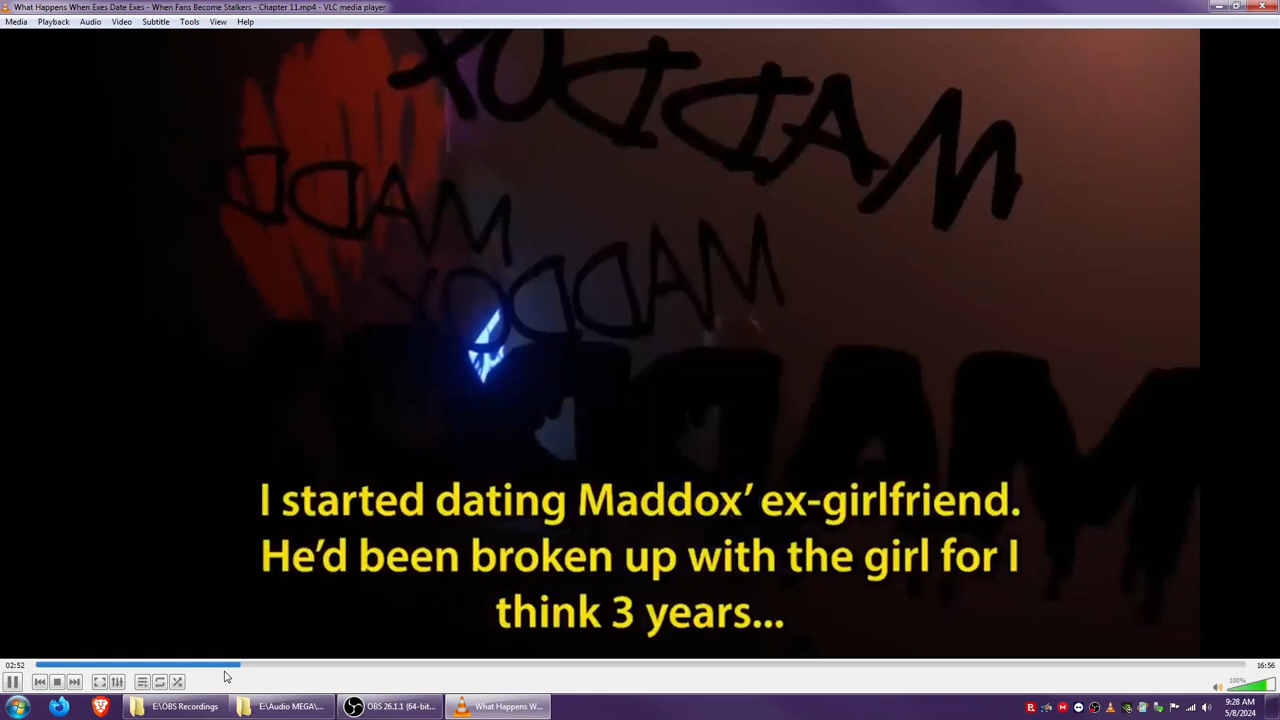 What Happens When Exes Date Exes - When Fans Become Stalkers - Chapter 11.mp4 - VLC media player
Media Playback Audio Video Subtitle Tools View Help
MADDOX
MADD
MADDOX
I started dating Maddox’ ex-girlfriend.
He’d been broken up with the girl for I
think 3 years...
02:52
16:56
100%
E:\OBS Recordings
E:\Audio MEGA\...
OBS 26.1.1 (64-bit...
What Happens W...
9:28 AM
5/8/2024